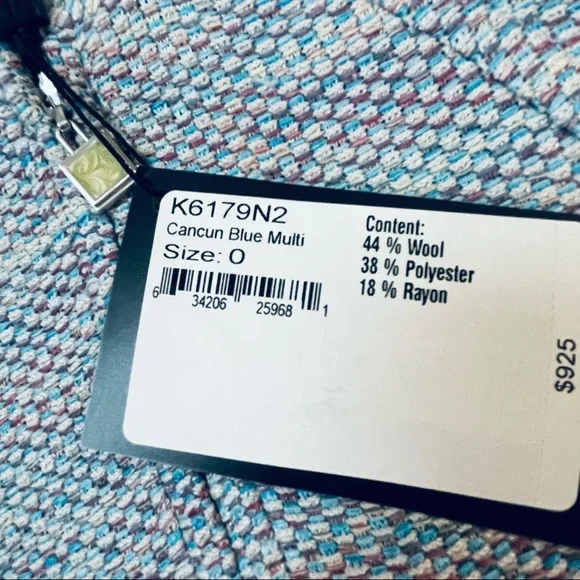 K6179N2
Cancun Blue Multi
Size: 0
6 34206 25968 1
Content:
44 % Wool
38 % Polyester
18 % Rayon
$925